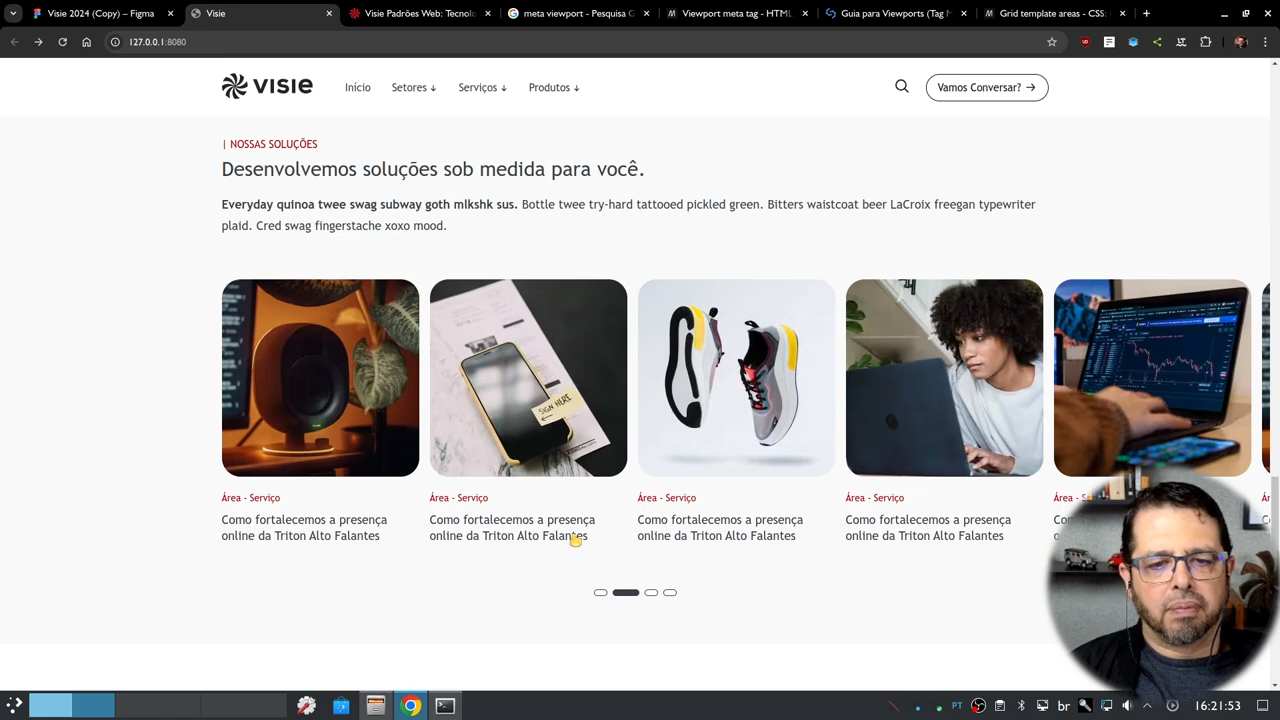 Visie 2024 (Copy) – Figma
Visie
Visie Padrões Web: Tecnolo
meta viewport - Pesquisa G
Viewport meta tag - HTML
Guia para Viewports (Tag M
Grid template areas - CSS:
127.0.0.1:8080
VISIE
Início
Setores ↓
Serviços ↓
Produtos ↓
Vamos Conversar? →
| NOSSAS SOLUÇÕES
Desenvolvemos soluções sob medida para você.
Everyday quinoa twee swag subway goth mlkshk sus. Bottle twee try-hard tattooed pickled green. Bitters waistcoat beer LaCroix freegan typewriter
plaid. Cred swag fingerstache xoxo mood.
SIGN HERE
Área - Serviço
Como fortalecemos a presença
online da Triton Alto Falantes
Área - Serviço
Como fortalecemos a presença
online da Triton Alto Falantes
Área - Serviço
Como fortalecemos a presença
online da Triton Alto Falantes
Área - Serviço
Como fortalecemos a presença
online da Triton Alto Falantes
PT
br
16:21:53